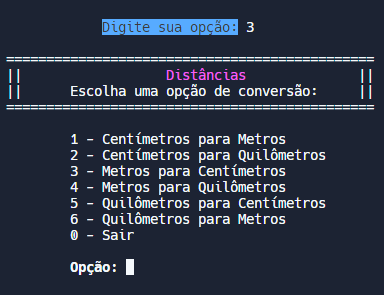 Digite sua opção: 3
==============================================
|| Distâncias ||
|| Escolha uma opção de conversão: ||
==============================================
1 - Centímetros para Metros
2 - Centímetros para Quilômetros
3 - Metros para Centímetros
4 - Metros para Quilômetros
5 - Quilômetros para Centímetros
6 - Quilômetros para Metros
0 - Sair
Opção: